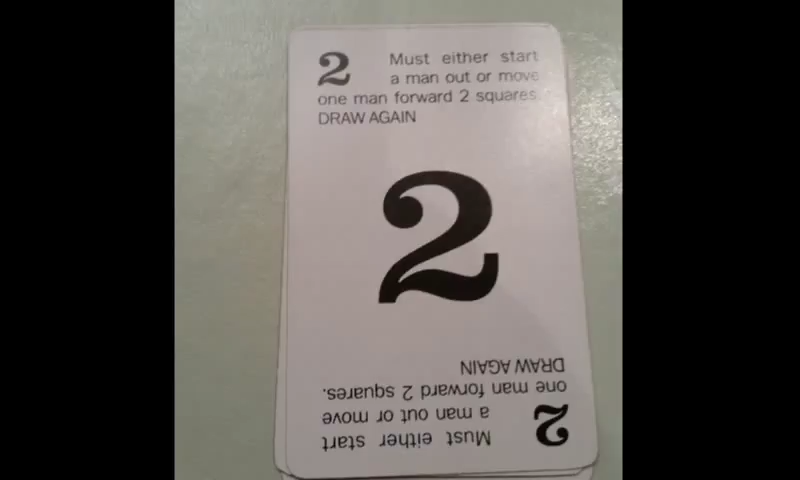 2 Must either start
a man out or move
one man forward 2 squares.
DRAW AGAIN
2
2 Must either start
a man out or move
one man forward 2 squares.
DRAW AGAIN